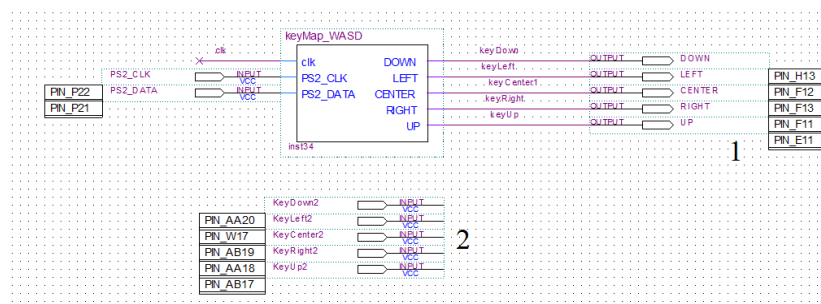 keyMap_WASD
clk
clk DOWN keyDown OUTPUT DOWN
PS2_CLK INPUT VCC PS2_CLK LEFT keyLeft OUTPUT LEFT PIN_H13
PIN_P22 PS2_DATA INPUT VCC PS2_DATA CENTER keyCenter1 OUTPUT CENTER PIN_F12
PIN_P21 RIGHT keyRight OUTPUT RIGHT PIN_F13
UP keyUp OUTPUT UP PIN_F11
inst34 1 PIN_E11
KeyDown2 INPUT VCC
PIN_AA20 KeyLeft2 INPUT VCC
PIN_W17 KeyCenter2 INPUT VCC 2
PIN_AB19 KeyRight2 INPUT VCC
PIN_AA18 KeyUp2 INPUT VCC
PIN_AB17